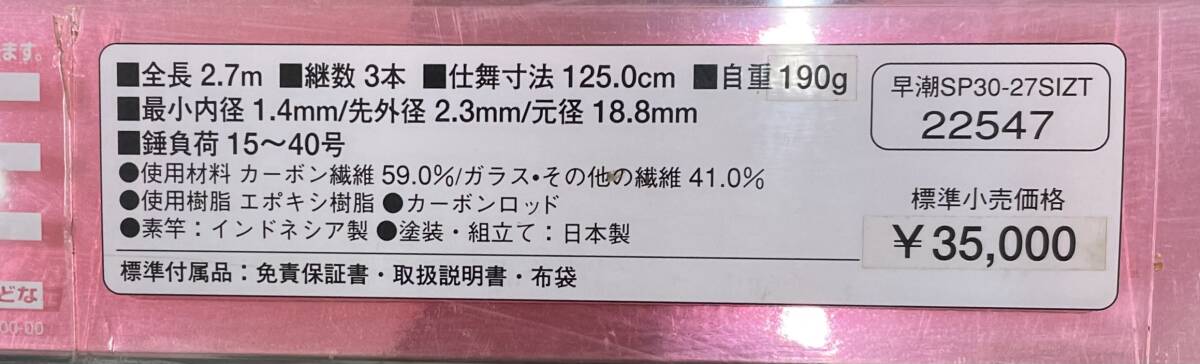 ます。
■全長 2.7m ■継数 3本 ■仕舞寸法 125.0cm ■自重 190g
■最小内径 1.4mm/先外径 2.3mm/元径 18.8mm
■錘負荷 15〜40号
●使用材料 カーボン繊維 59.0%/ガラス・その他の繊維 41.0%
●使用樹脂 エポキシ樹脂 ●カーボンロッド
●素竿：インドネシア製 ●塗装・組立て：日本製
標準付属品：免責保証書・取扱説明書・布袋
早潮SP30-27SIZT
22547
標準小売価格
￥35,000
どな
00-00